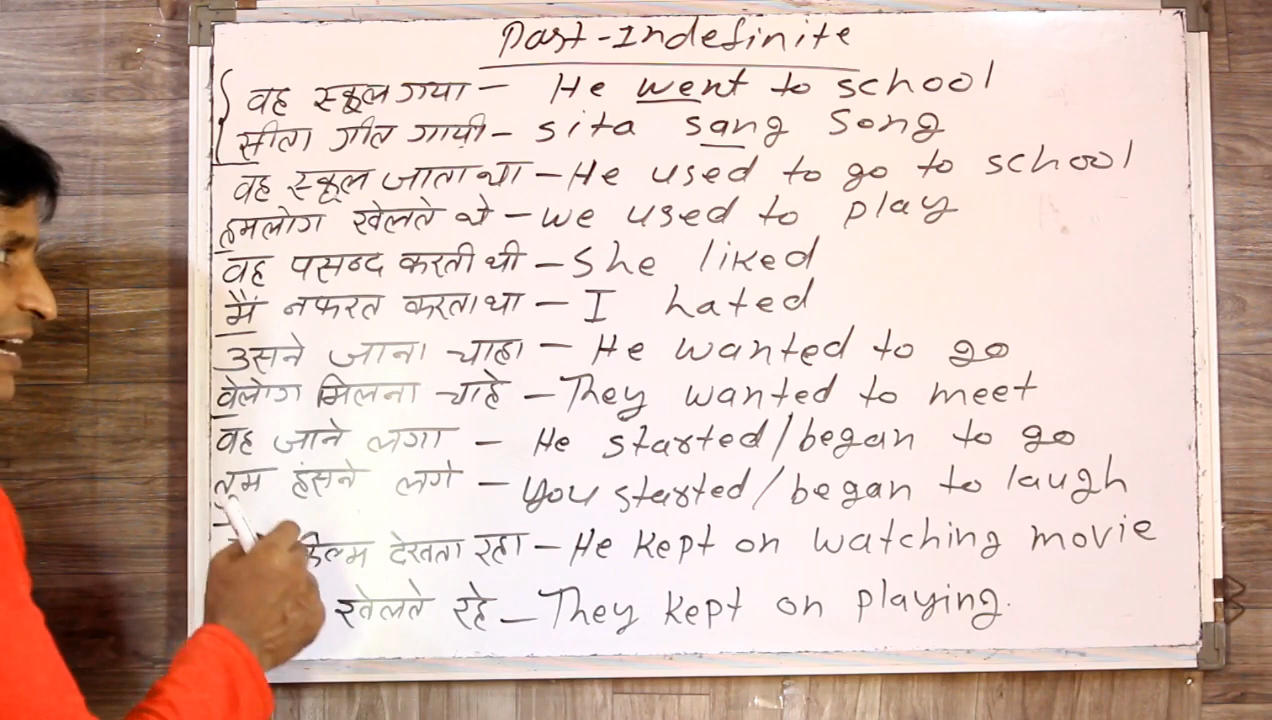 Past-Indefinite
वह स्कूल गया - He went to school
सीता गीत गायी - sita sang song
वह स्कूल जाता था - He used to go to school
हमलोग खेलते थे - we used to play
वह पसन्द करती थी - She liked
मैं नफरत करता था - I hated
उसने जाना चाहा - He wanted to go
वेलोग मिलना चाहे - They wanted to meet
वह जाने लगा - He started/began to go
तुम हंसने लगे - you started/began to laugh
फिल्म देखता रहा - He kept on watching movie
खेलते रहे - They kept on playing.